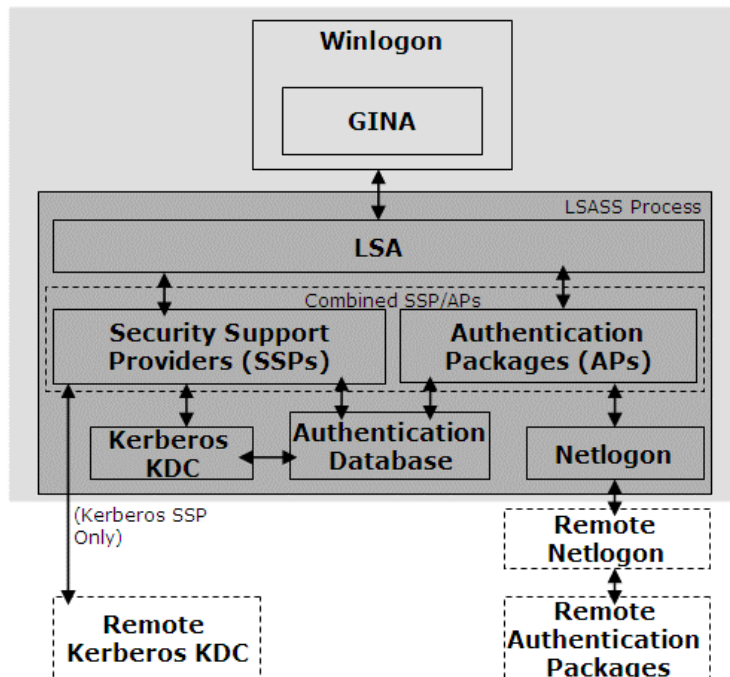 Winlogon
GINA
LSASS Process
LSA
Combined SSP/APs
Security Support
Providers (SSPs)
Authentication
Packages (APs)
Kerberos
KDC
Authentication
Database
Netlogon
(Kerberos SSP
Only)
Remote
Netlogon
Remote
Kerberos KDC
Remote
Authentication
Packages